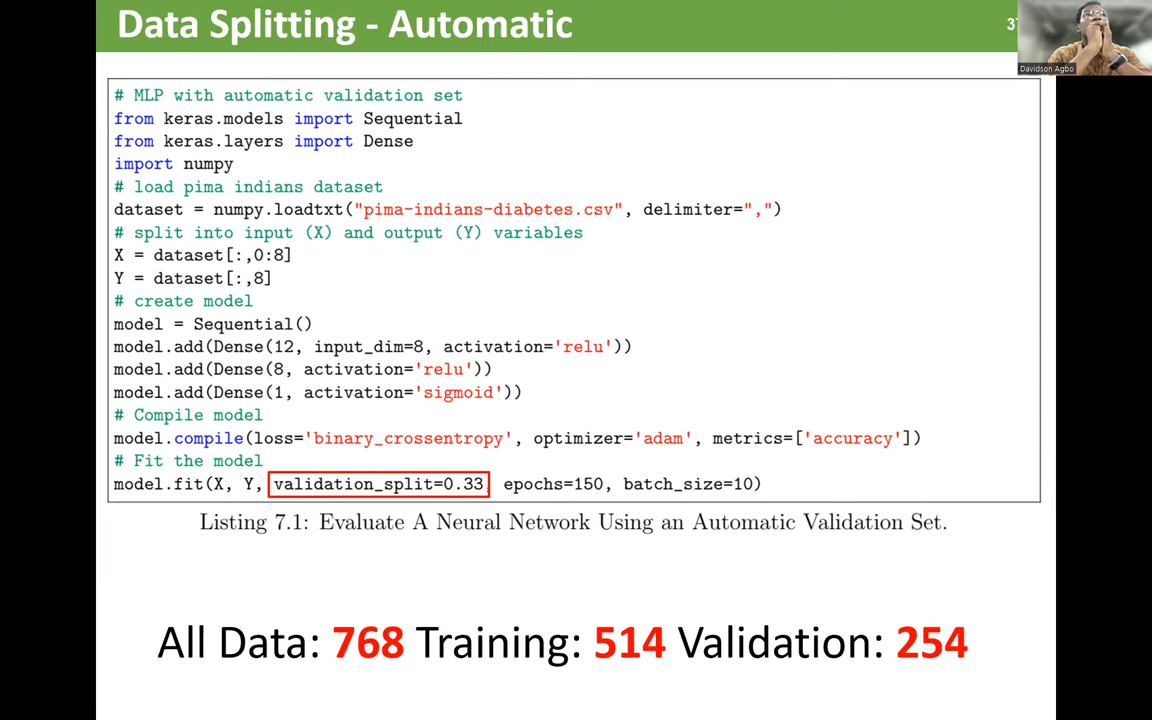 Data Splitting - Automatic
Davidson Agbo
# MLP with automatic validation set
from keras.models import Sequential
from keras.layers import Dense
import numpy
# load pima indians dataset
dataset = numpy.loadtxt("pima-indians-diabetes.csv", delimiter=",")
# split into input (X) and output (Y) variables
X = dataset[:,0:8]
Y = dataset[:,8]
# create model
model = Sequential()
model.add(Dense(12, input_dim=8, activation='relu'))
model.add(Dense(8, activation='relu'))
model.add(Dense(1, activation='sigmoid'))
# Compile model
model.compile(loss='binary_crossentropy', optimizer='adam', metrics=['accuracy'])
# Fit the model
model.fit(X, Y, validation_split=0.33, epochs=150, batch_size=10)
Listing 7.1: Evaluate A Neural Network Using an Automatic Validation Set.
All Data: 768 Training: 514 Validation: 254